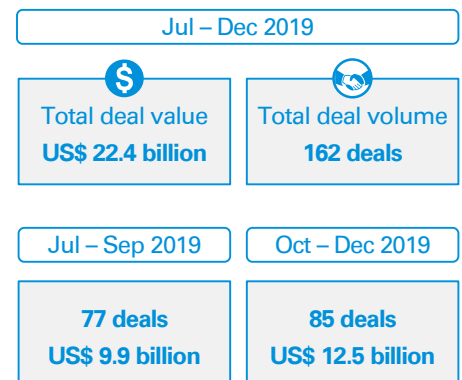 Jul – Dec 2019
$
Total deal value
US$ 22.4 billion
Total deal volume
162 deals
Jul – Sep 2019
Oct – Dec 2019
77 deals
US$ 9.9 billion
85 deals
US$ 12.5 billion